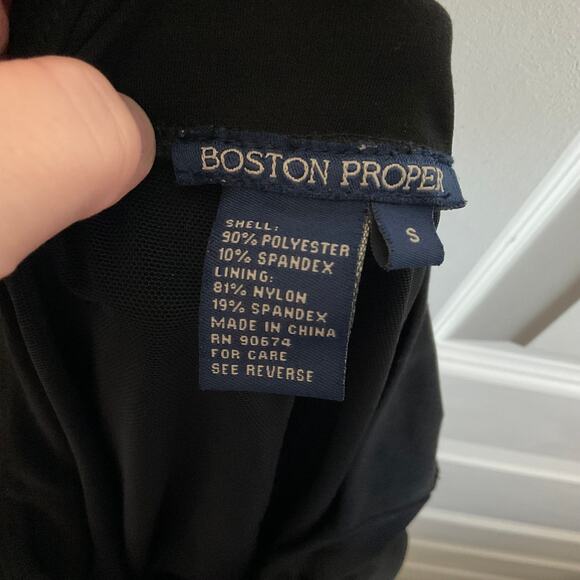 BOSTON PROPER
S
SHELL:
90% POLYESTER
10% SPANDEX
LINING:
81% NYLON
19% SPANDEX
MADE IN CHINA
RN 90674
FOR CARE
SEE REVERSE